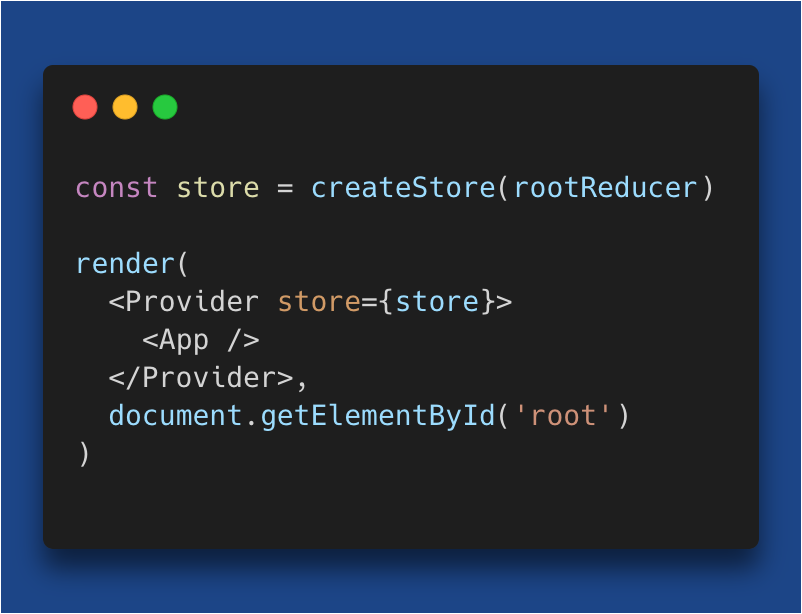 const store = createStore(rootReducer)

render(
  <Provider store={store}>
    <App />
  </Provider>,
  document.getElementById('root')
)